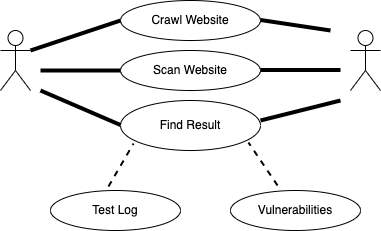 Crawl Website
Scan Website
Find Result
Test Log
Vulnerabilities